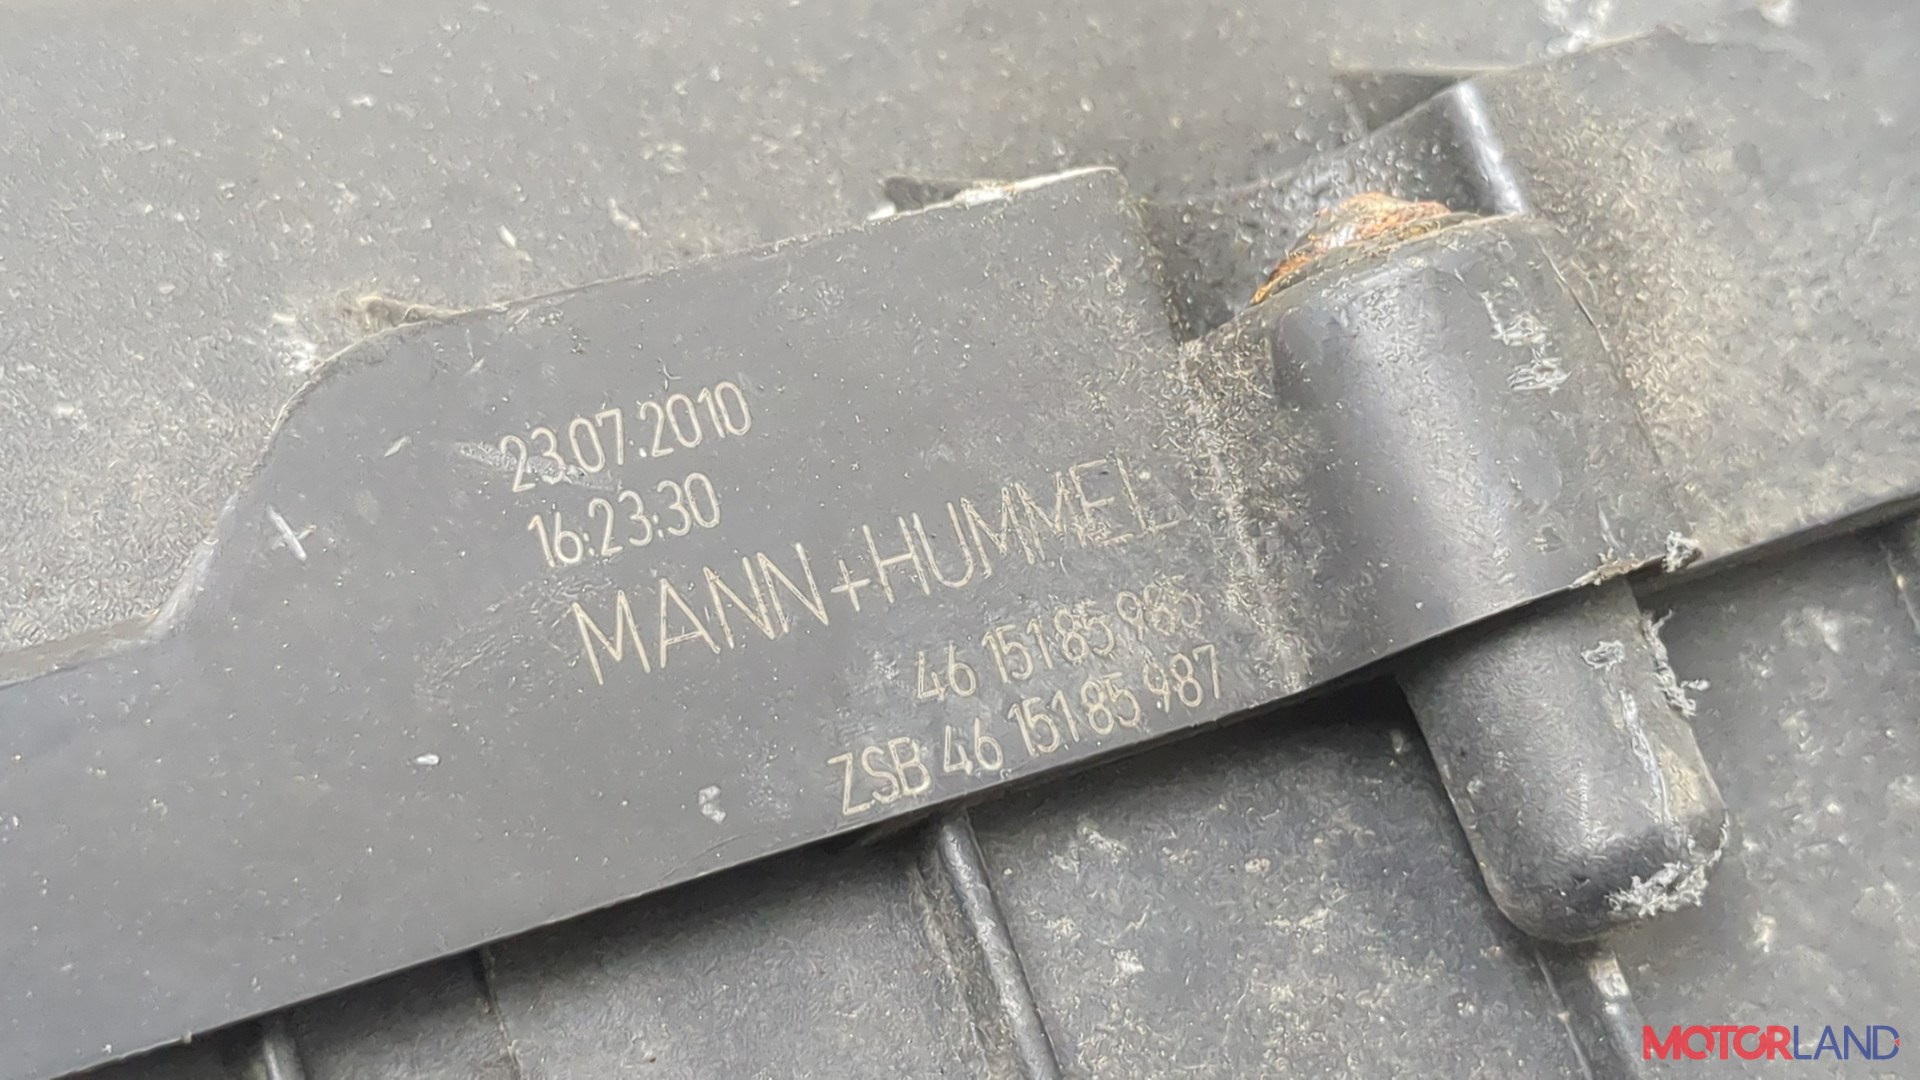 23.07.2010
16:23:30
MANN+HUMMEL
46 151 85 985
ZSB 46 151 85 987
MOTORLAND